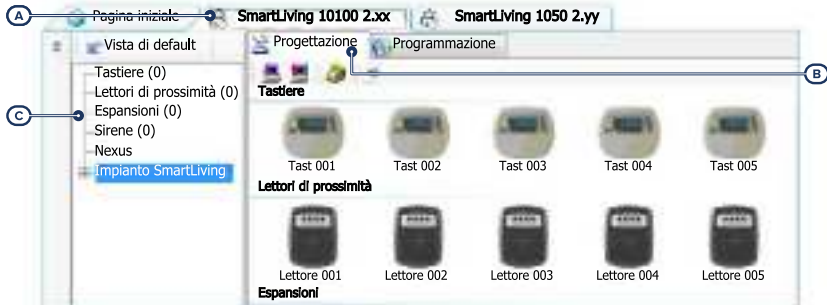 A Pagina iniziale SmartLiving 10100 2.xx SmartLiving 1050 2.yy
Vista di default Progettazione Programmazione
B
Tastiere (0)
Lettori di prossimità (0)
C Espansioni (0)
Sirene (0)
Nexus
Impianto SmartLiving
Tastiere
Tast 001 Tast 002 Tast 003 Tast 004 Tast 005
Lettori di prossimità
Lettore 001 Lettore 002 Lettore 003 Lettore 004 Lettore 005
Espansioni